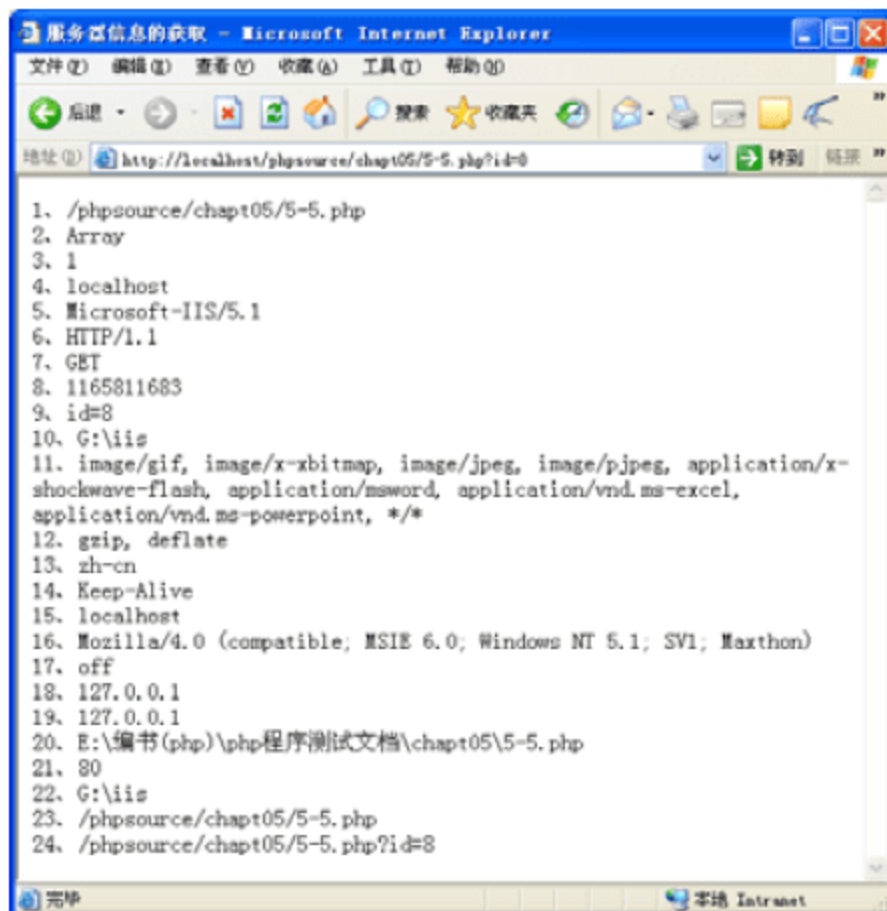 服务器信息的获取 - Microsoft Internet Explorer
文件(F) 编辑(E) 查看(V) 收藏(A) 工具(T) 帮助(H)
后退 搜索 收藏夹 »
地址(D) http://localhost/phpsource/chapt05/5-5.php?id=8 转到 链接 »
1、/phpsource/chapt05/5-5.php
2、Array
3、1
4、localhost
5、Microsoft-IIS/5.1
6、HTTP/1.1
7、GET
8、1165811683
9、id=8
10、G:\iis
11、image/gif, image/x-xbitmap, image/jpeg, image/pjpeg, application/x-
shockwave-flash, application/msword, application/vnd.ms-excel,
application/vnd.ms-powerpoint, */*
12、gzip, deflate
13、zh-cn
14、Keep-Alive
15、localhost
16、Mozilla/4.0 (compatible; MSIE 6.0; Windows NT 5.1; SV1; Maxthon)
17、off
18、127.0.0.1
19、127.0.0.1
20、E:\编书(php)\php程序测试文档\chapt05\5-5.php
21、80
22、G:\iis
23、/phpsource/chapt05/5-5.php
24、/phpsource/chapt05/5-5.php?id=8
完毕 本地 Intranet